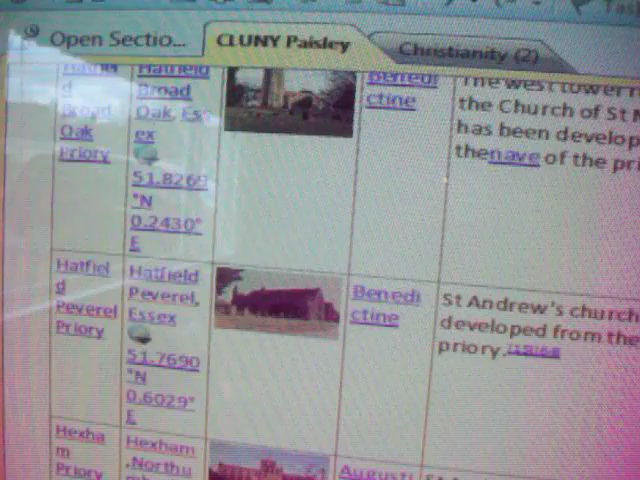 Open Sectio...
CLUNY Paisley
Christianity (2)
Hatfiel
d
Broad
Oak
Priory
Hatfield
Broad
Oak, Ess
ex
51.8269
°N
0.2430°
E
Benedi
ctine
The west tower
the Church of St
has been develop
thenave of the pri
Hatfiel
d
Peverel
Priory
Hatfield
Peverel,
Essex
51.7690
°N
0.6029°
E
Benedi
ctine
St Andrew's church
developed from the
priory.
Hexha
m
Priory
Hexham
,Northu
Augusti